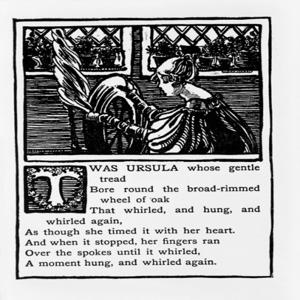 T WAS URSULA whose gentle
tread
Bore round the broad-rimmed
wheel of oak
That whirled, and hung, and
whirled again,
As though she timed it with her heart.
And when it stopped, her fingers ran
Over the spokes until it whirled,
A moment hung, and whirled again.